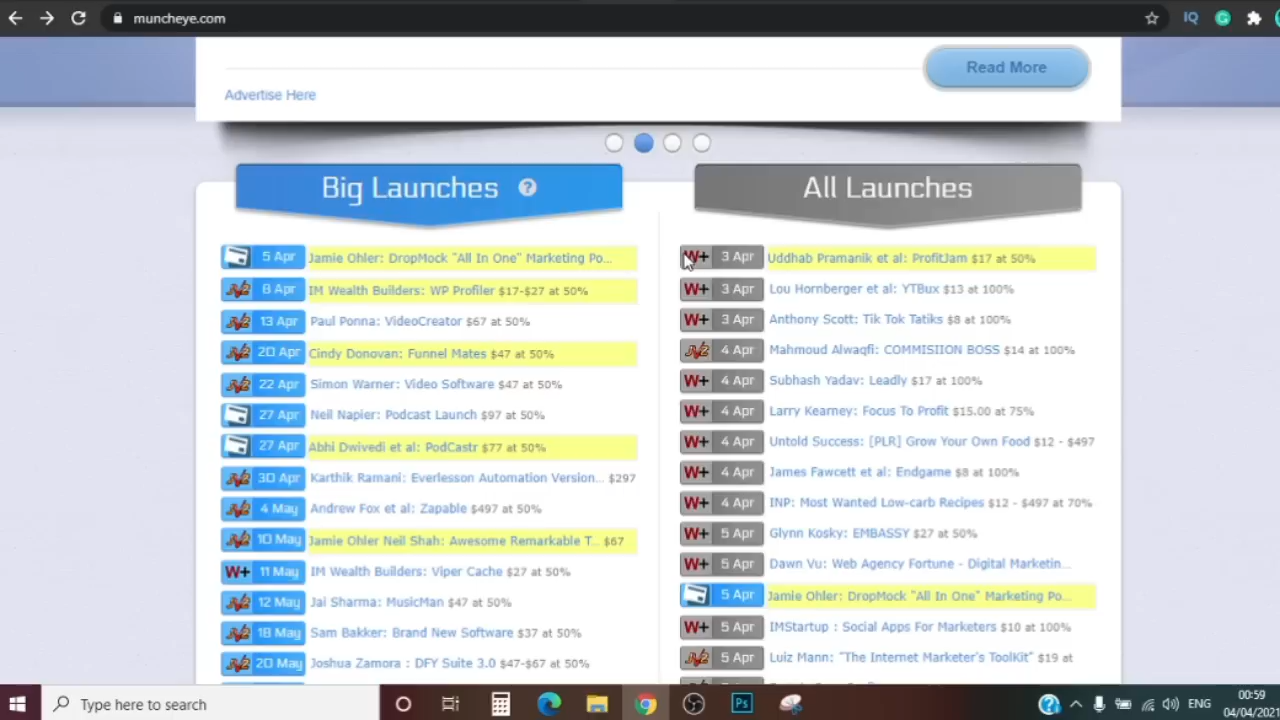 muncheye.com
IQ
Read More
Advertise Here
Big Launches ?
5 Apr Jamie Ohler: DropMock "All In One" Marketing Po...
8 Apr IM Wealth Builders: WP Profiler $17-$27 at 50%
13 Apr Paul Ponna: VideoCreator $67 at 50%
20 Apr Cindy Donovan: Funnel Mates $47 at 50%
22 Apr Simon Warner: Video Software $47 at 50%
27 Apr Neil Napier: Podcast Launch $97 at 50%
27 Apr Abhi Dwivedi et al: PodCastr $77 at 50%
30 Apr Karthik Ramani: Everlesson Automation Version... $297
4 May Andrew Fox et al: Zapable $497 at 50%
10 May Jamie Ohler Neil Shah: Awesome Remarkable T... $67
W+ 11 May IM Wealth Builders: Viper Cache $27 at 50%
12 May Jai Sharma: MusicMan $47 at 50%
18 May Sam Bakker: Brand New Software $37 at 50%
20 May Joshua Zamora : DFY Suite 3.0 $47-$67 at 50%
All Launches
W+ 3 Apr Uddhab Pramanik et al: ProfitJam $17 at 50%
W+ 3 Apr Lou Hornberger et al: YTBux $13 at 100%
W+ 3 Apr Anthony Scott: Tik Tok Tatiks $8 at 100%
4 Apr Mahmoud Alwaqfi: COMMISIION BOSS $14 at 100%
W+ 4 Apr Subhash Yadav: Leadly $17 at 100%
W+ 4 Apr Larry Kearney: Focus To Profit $15.00 at 75%
W+ 4 Apr Untold Success: [PLR] Grow Your Own Food $12 - $497
W+ 4 Apr James Fawcett et al: Endgame $8 at 100%
W+ 4 Apr INP: Most Wanted Low-carb Recipes $12 - $497 at 70%
W+ 5 Apr Glynn Kosky: EMBASSY $27 at 50%
W+ 5 Apr Dawn Vu: Web Agency Fortune - Digital Marketin...
5 Apr Jamie Ohler: DropMock "All In One" Marketing Po...
W+ 5 Apr IMStartup : Social Apps For Marketers $10 at 100%
5 Apr Luiz Mann: "The Internet Marketer's ToolKit" $19 at
Type here to search
Ps
ENG
00:59
04/04/2021